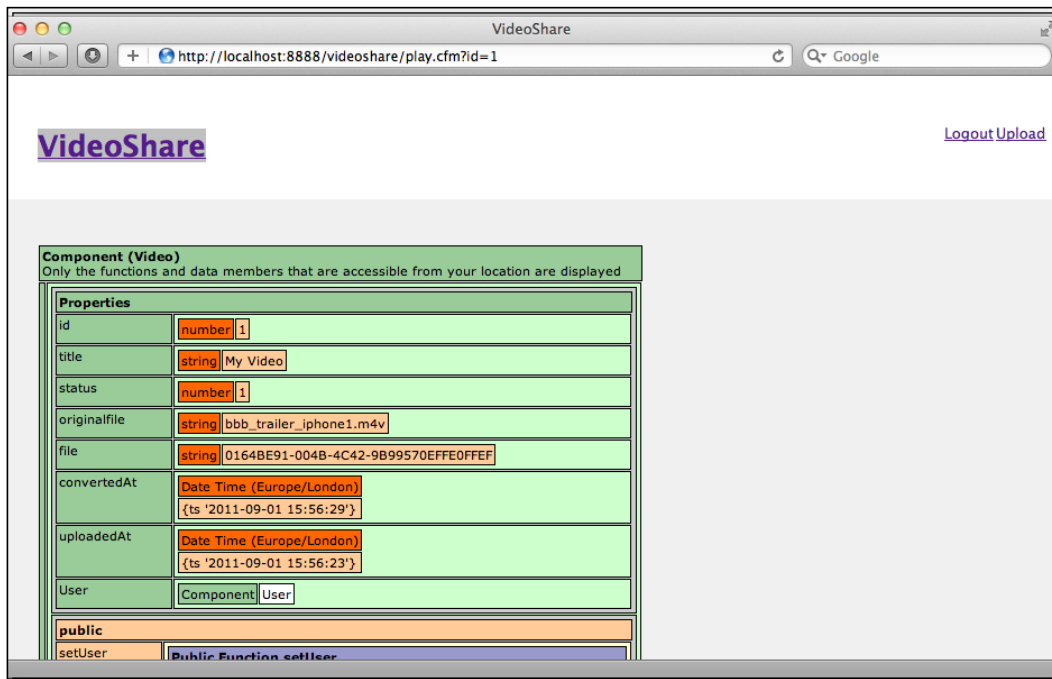 VideoShare
http://localhost:8888/videoshare/play.cfm?id=1
Google
VideoShare
Logout Upload
Component (Video)
Only the functions and data members that are accessible from your location are displayed
Properties
id
number 1
title
string My Video
status
number 1
originalfile
string bbb_trailer_iphone1.m4v
file
string 0164BE91-004B-4C42-9B99570EFFE0FFEF
convertedAt
Date Time (Europe/London)
{ts '2011-09-01 15:56:29'}
uploadedAt
Date Time (Europe/London)
{ts '2011-09-01 15:56:23'}
User
Component User
public
setUser
Public Function setUser